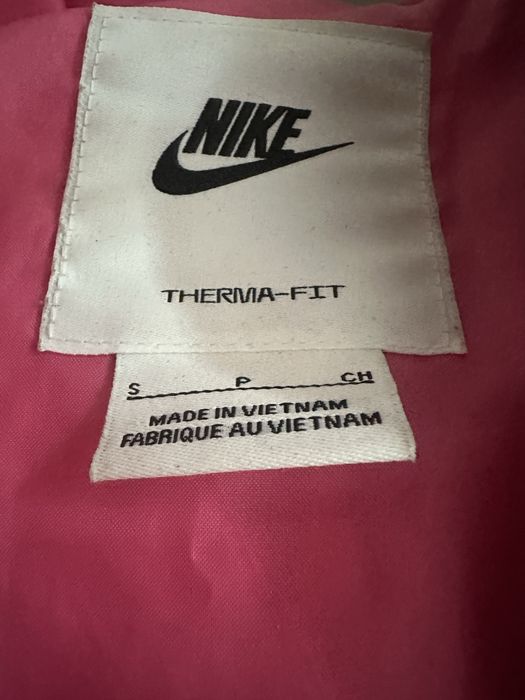 NIKE
THERMA-FIT
S P CH
MADE IN VIETNAM
FABRIQUE AU VIETNAM